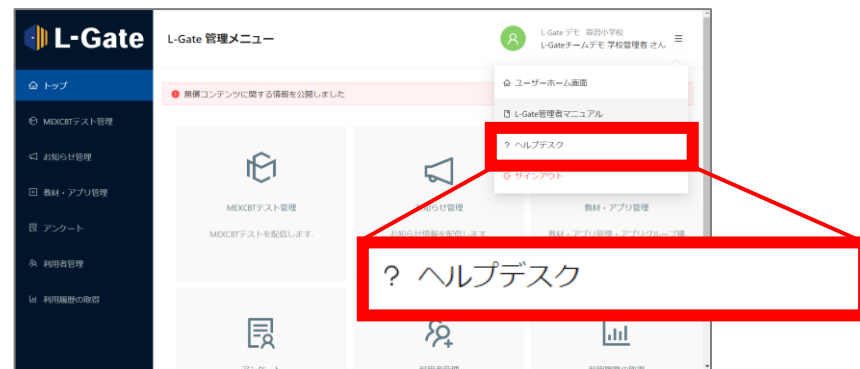 L-Gate
L-Gate 管理メニュー
L-Gate デモ 草苗小学校
L-Gateチームデモ 学校管理者 さん
トップ
MEXCBTテスト管理
お知らせ管理
教材・アプリ管理
アンケート
利用者管理
利用履歴の取得
無償コンテンツに関する情報を公開しました
ユーザーホーム画面
L-Gate管理者マニュアル
? ヘルプデスク
サインアウト
MEXCBTテスト管理
お知らせ管理
教材・アプリ管理
MEXCBTテストを配信します。
お知らせ情報を配信します。
教材・アプリ管理・アプリグループ構
? ヘルプデスク
アンケート
利用者管理
利用履歴の取得